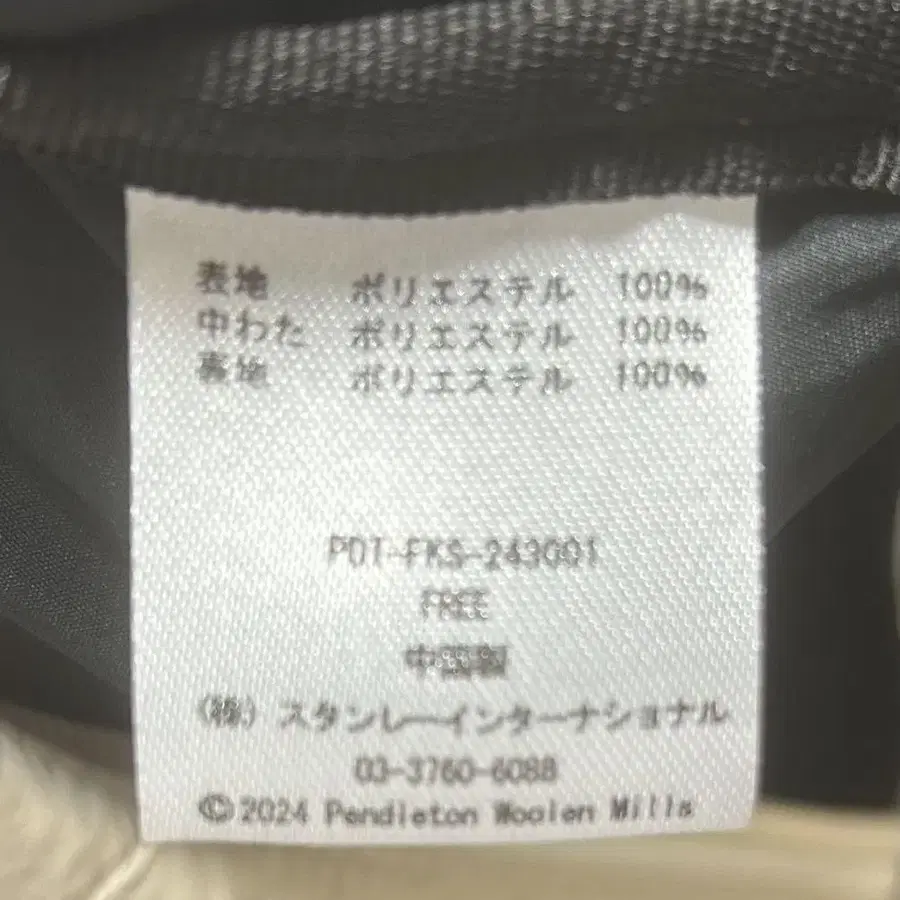 表地 ポリエステル 100%
中わた ポリエステル 100%
裏地 ポリエステル 100%
PDT-FKS-243001
FREE
中国製
(株) スタンレーインターナショナル
03-3760-6088
©2024 Pendleton Woolen Mills